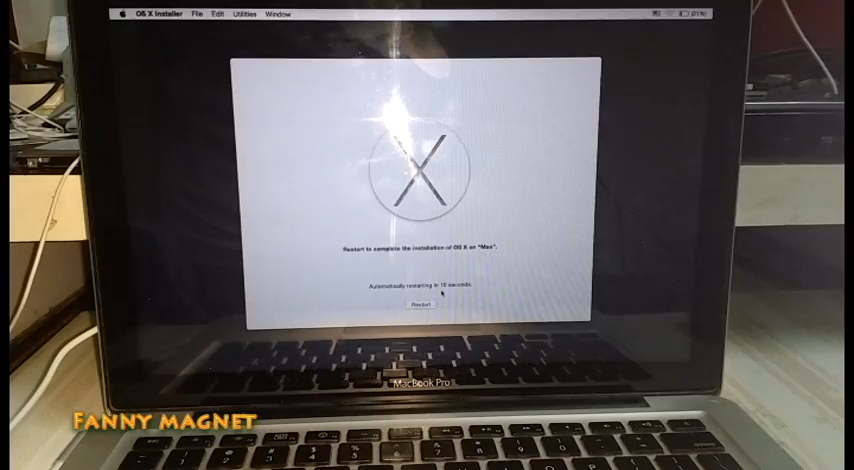 OS X Installer File Edit Utilities Window
(21%)
Restart to complete the installation of OS X on "Mac".
Automatically restarting in 10 seconds.
Restart
MacBook Pro
FANNY MAGNET